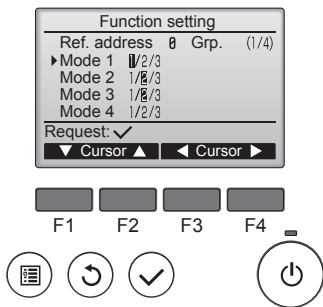 Function setting
Ref. address 0 Grp. (1/4)
Mode 1 1/2/3
Mode 2 1/2/3
Mode 3 1/2/3
Mode 4 1/2/3
Request:✓
▼ Cursor ▲ ◀ Cursor ▶
F1 F2 F3 F4